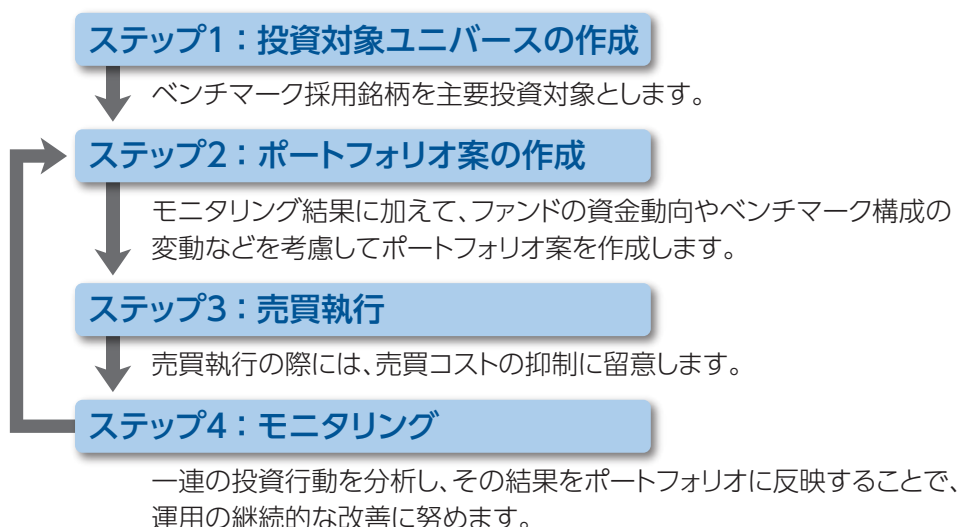 ステップ1：投資対象ユニバースの作成
ベンチマーク採用銘柄を主要投資対象とします。
ステップ2：ポートフォリオ案の作成
モニタリング結果に加えて、ファンドの資金動向やベンチマーク構成の
変動などを考慮してポートフォリオ案を作成します。
ステップ3：売買執行
売買執行の際には、売買コストの抑制に留意します。
ステップ4：モニタリング
一連の投資行動を分析し、その結果をポートフォリオに反映することで、
運用の継続的な改善に努めます。